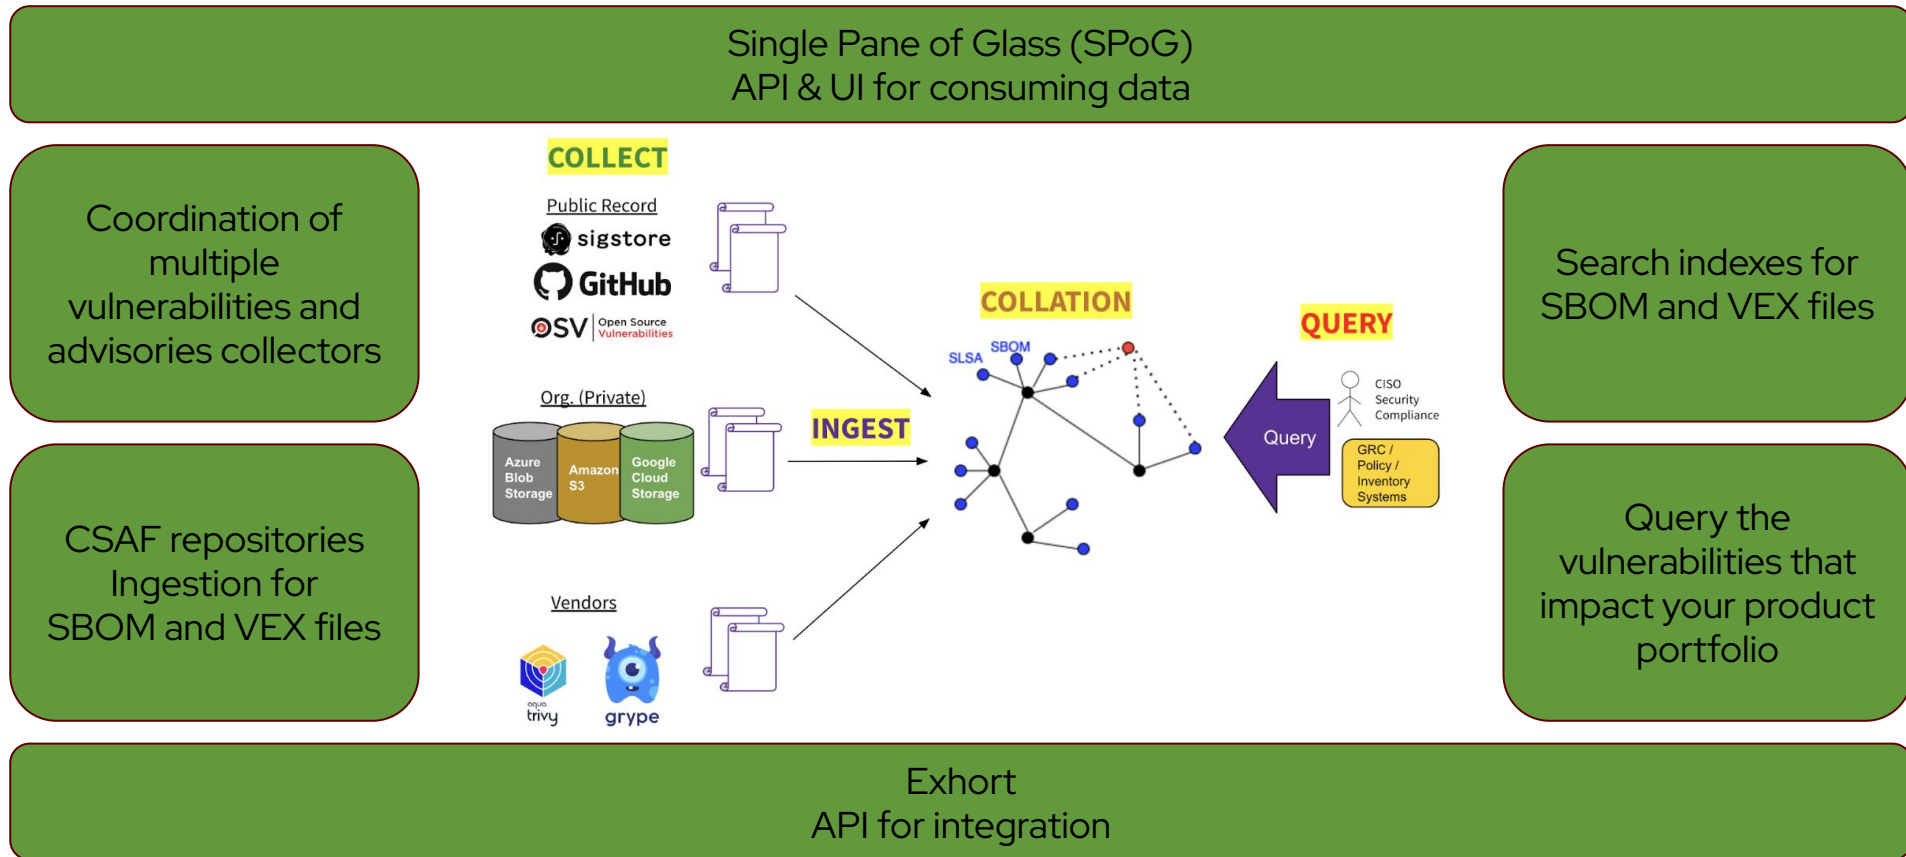 Single Pane of Glass (SPoG)
API & UI for consuming data
Coordination of
multiple
vulnerabilities and
advisories collectors
CSAF repositories
Ingestion for
SBOM and VEX files
COLLECT
Public Record
sigstore
GitHub
OSV
Open Source
Vulnerabilities
Org. (Private)
Azure
Blob
Storage
Amazon
S3
Google
Cloud
Storage
Vendors
aqua
trivy
grype
INGEST
COLLATION
SLSA
SBOM
QUERY
Query
CISO
Security
Compliance
GRC /
Policy /
Inventory
Systems
Search indexes for
SBOM and VEX files
Query the
vulnerabilities that
impact your product
portfolio
Exhort
API for integration